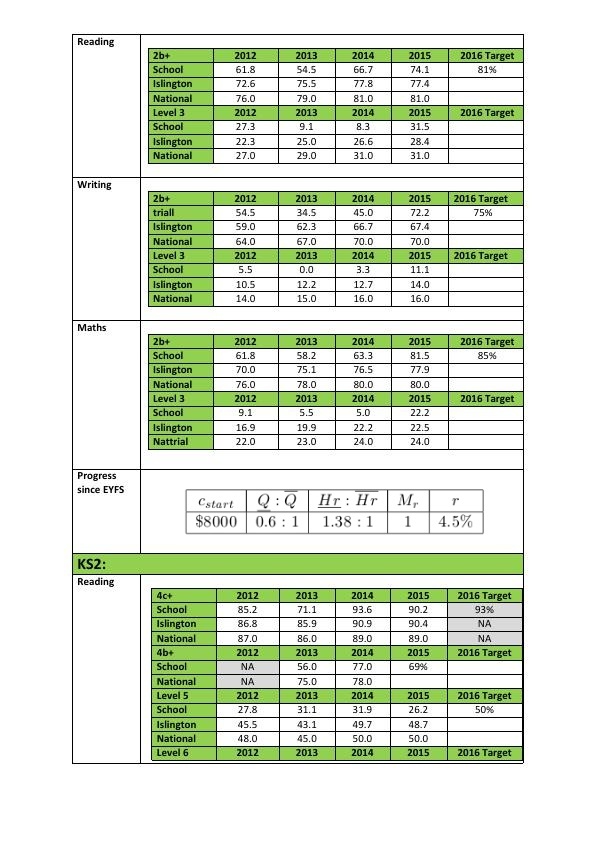 Reading
2b+ 2012 2013 2014 2015 2016 Target
School 61.8 54.5 66.7 74.1 81%
Islington 72.6 75.5 77.8 77.4
National 76.0 79.0 81.0 81.0
Level 3 2012 2013 2014 2015 2016 Target
School 27.3 9.1 8.3 31.5
Islington 22.3 25.0 26.6 28.4
National 27.0 29.0 31.0 31.0
Writing
2b+ 2012 2013 2014 2015 2016 Target
triall 54.5 34.5 45.0 72.2 75%
Islington 59.0 62.3 66.7 67.4
National 64.0 67.0 70.0 70.0
Level 3 2012 2013 2014 2015 2016 Target
School 5.5 0.0 3.3 11.1
Islington 10.5 12.2 12.7 14.0
National 14.0 15.0 16.0 16.0
Maths
2b+ 2012 2013 2014 2015 2016 Target
School 61.8 58.2 63.3 81.5 85%
Islington 70.0 75.1 76.5 77.9
National 76.0 78.0 80.0 80.0
Level 3 2012 2013 2014 2015 2016 Target
School 9.1 5.5 5.0 22.2
Islington 16.9 19.9 22.2 22.5
Nattrial 22.0 23.0 24.0 24.0
Progress
since EYFS
c_start Q̲ : Q̅ H̲r̲ : H̅r̅ M_r r
$8000 0.6 : 1 1.38 : 1 1 4.5%
KS2:
Reading
4c+ 2012 2013 2014 2015 2016 Target
School 85.2 71.1 93.6 90.2 93%
Islington 86.8 85.9 90.9 90.4 NA
National 87.0 86.0 89.0 89.0 NA
4b+ 2012 2013 2014 2015 2016 Target
School NA 56.0 77.0 69%
National NA 75.0 78.0
Level 5 2012 2013 2014 2015 2016 Target
School 27.8 31.1 31.9 26.2 50%
Islington 45.5 43.1 49.7 48.7
National 48.0 45.0 50.0 50.0
Level 6 2012 2013 2014 2015 2016 Target